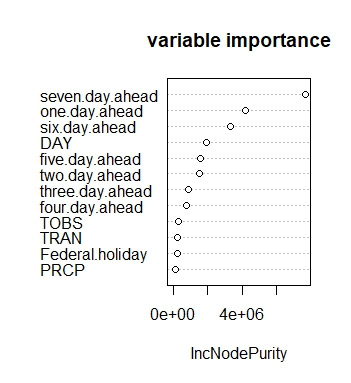 variable importance
seven.day.ahead
one.day.ahead
six.day.ahead
DAY
five.day.ahead
two.day.ahead
three.day.ahead
four.day.ahead
TOBS
TRAN
Federal.holiday
PRCP
0e+00 4e+06
IncNodePurity